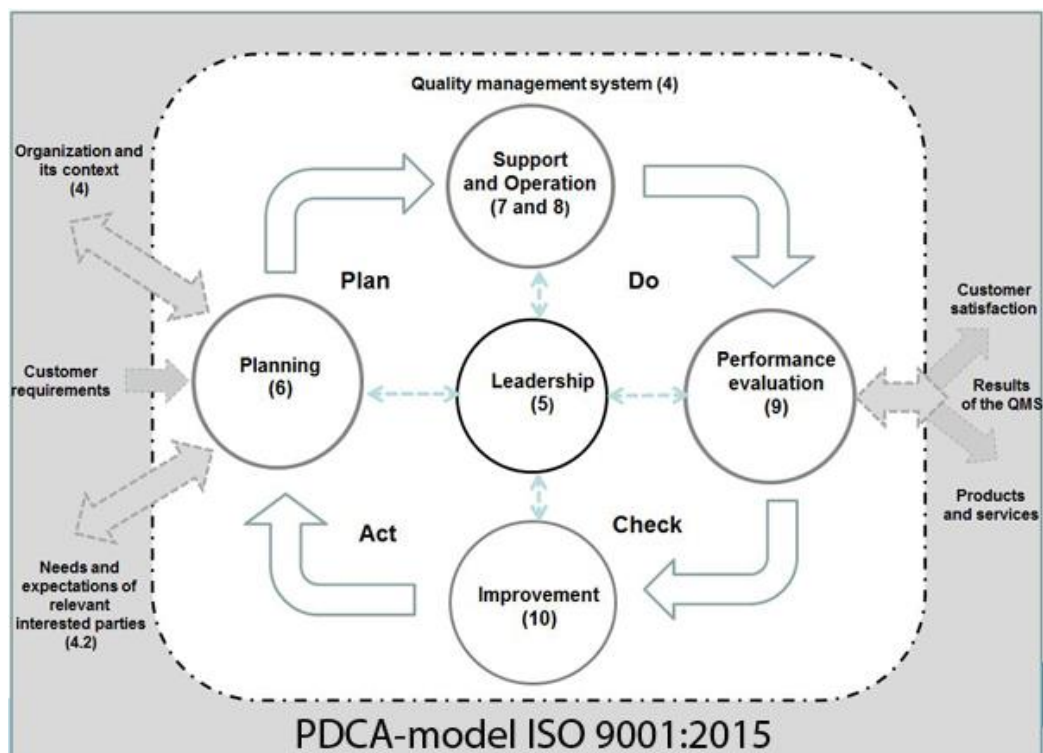 Quality management system (4)
Organization and
its context
(4)
Support
and Operation
(7 and 8)
Plan
Do
Customer
satisfaction
Customer
requirements
Planning
(6)
Leadership
(5)
Performance
evaluation
(9)
Results
of the QMS
Act
Check
Products
and services
Needs and
expectations of
relevant
interested parties
(4.2)
Improvement
(10)
PDCA-model ISO 9001:2015